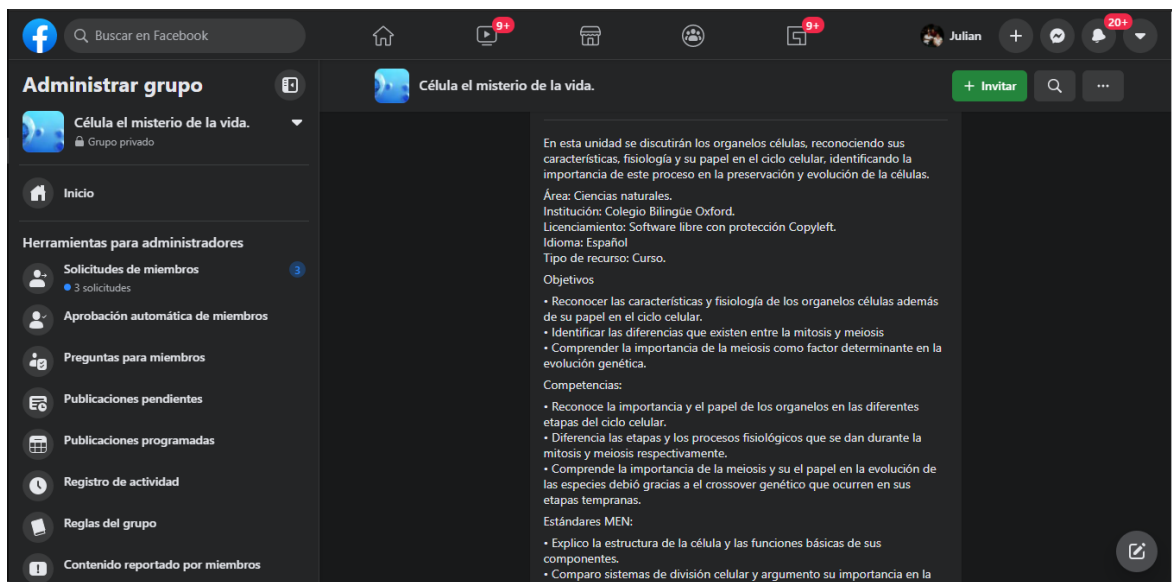 Buscar en Facebook
9+
9+
Julian
20+
Administrar grupo
Célula el misterio de la vida.
Grupo privado
Inicio
Herramientas para administradores
Solicitudes de miembros
3
3 solicitudes
Aprobación automática de miembros
Preguntas para miembros
Publicaciones pendientes
Publicaciones programadas
Registro de actividad
Reglas del grupo
Contenido reportado por miembros
Célula el misterio de la vida.
+ Invitar
En esta unidad se discutirán los organelos células, reconociendo sus
características, fisiología y su papel en el ciclo celular, identificando la
importancia de este proceso en la preservación y evolución de la células.
Área: Ciencias naturales.
Institución: Colegio Bilingüe Oxford.
Licenciamiento: Software libre con protección Copyleft.
Idioma: Español
Tipo de recurso: Curso.
Objetivos
• Reconocer las características y fisiología de los organelos células además
de su papel en el ciclo celular.
• Identificar las diferencias que existen entre la mitosis y meiosis
• Comprender la importancia de la meiosis como factor determinante en la
evolución genética.
Competencias:
• Reconoce la importancia y el papel de los organelos en las diferentes
etapas del ciclo celular.
• Diferencia las etapas y los procesos fisiológicos que se dan durante la
mitosis y meiosis respectivamente.
• Comprende la importancia de la meiosis y su el papel en la evolución de
las especies debió gracias a el crossover genético que ocurren en sus
etapas tempranas.
Estándares MEN:
• Explico la estructura de la célula y las funciones básicas de sus
componentes.
• Comparo sistemas de división celular y argumento su importancia en la